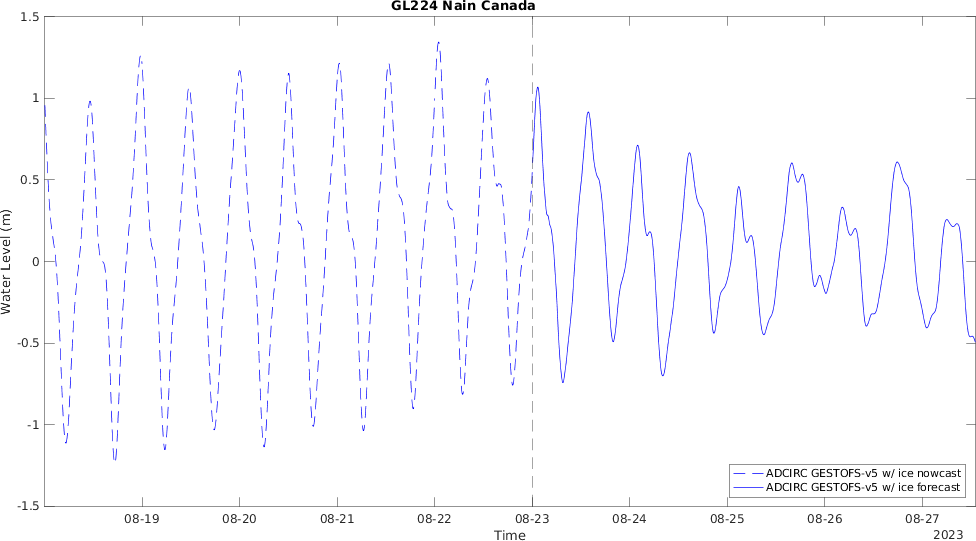 GL224 Nain Canada
1.5
1
0.5
0
-0.5
-1
-1.5
Water Level (m)
ADCIRC GESTOFS-v5 w/ ice nowcast
ADCIRC GESTOFS-v5 w/ ice forecast
08-19 08-20 08-21 08-22 08-23 08-24 08-25 08-26 08-27
Time
2023